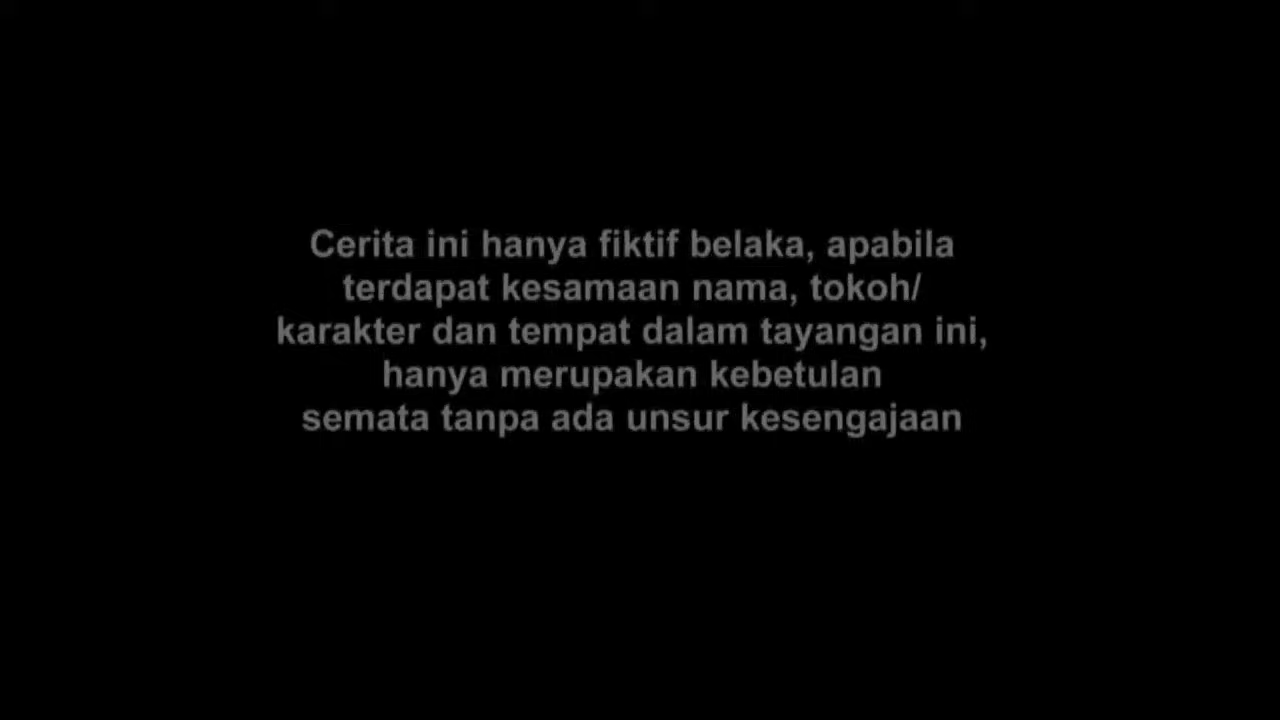 Cerita ini hanya fiktif belaka, apabila
terdapat kesamaan nama, tokoh/
karakter dan tempat dalam tayangan ini,
hanya merupakan kebetulan
semata tanpa ada unsur kesengajaan